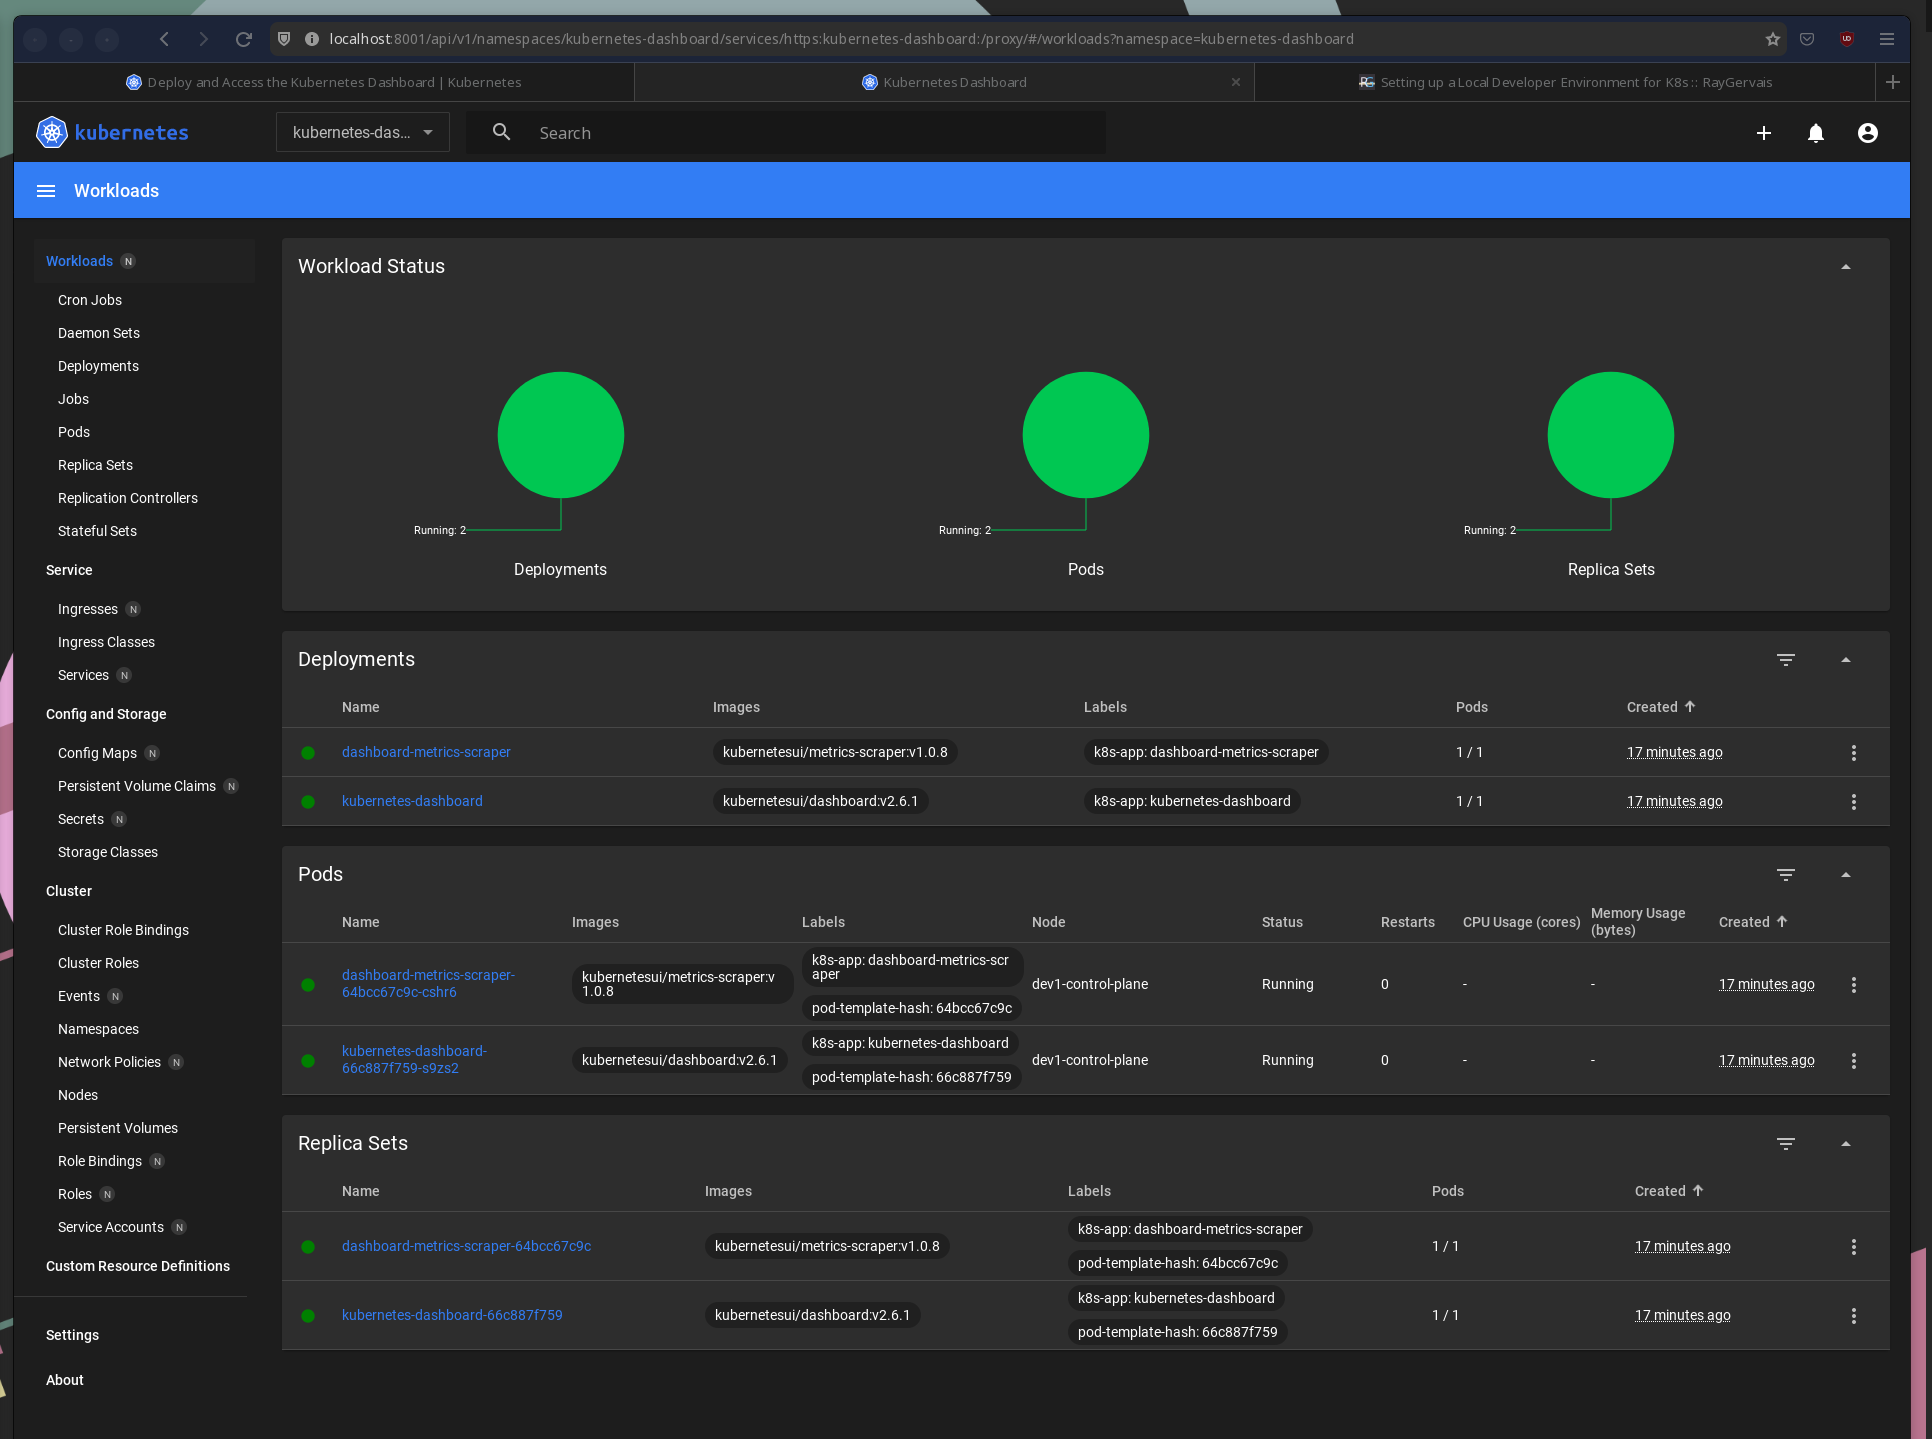 localhost:8001/api/v1/namespaces/kubernetes-dashboard/services/https:kubernetes-dashboard:/proxy/#/workloads?namespace=kubernetes-dashboard
Deploy and Access the Kubernetes Dashboard | Kubernetes
Kubernetes Dashboard
Setting up a Local Developer Environment for K8s :: RayGervais
kubernetes
kubernetes-das...
Search
Workloads
Workloads N
Cron Jobs
Daemon Sets
Deployments
Jobs
Pods
Replica Sets
Replication Controllers
Stateful Sets
Service
Ingresses N
Ingress Classes
Services N
Config and Storage
Config Maps N
Persistent Volume Claims N
Secrets N
Storage Classes
Cluster
Cluster Role Bindings
Cluster Roles
Events N
Namespaces
Network Policies N
Nodes
Persistent Volumes
Role Bindings N
Roles N
Service Accounts N
Custom Resource Definitions
Settings
About
Workload Status
Running: 2
Deployments
Running: 2
Pods
Running: 2
Replica Sets
Deployments
Name Images Labels Pods Created
dashboard-metrics-scraper kubernetesui/metrics-scraper:v1.0.8 k8s-app: dashboard-metrics-scraper 1 / 1 17 minutes ago
kubernetes-dashboard kubernetesui/dashboard:v2.6.1 k8s-app: kubernetes-dashboard 1 / 1 17 minutes ago
Pods
Name Images Labels Node Status Restarts CPU Usage (cores) Memory Usage (bytes) Created
dashboard-metrics-scraper-
64bcc67c9c-cshr6
kubernetesui/metrics-scraper:v
1.0.8
k8s-app: dashboard-metrics-scr
aper
pod-template-hash: 64bcc67c9c
dev1-control-plane Running 0 - - 17 minutes ago
kubernetes-dashboard-
66c887f759-s9zs2
kubernetesui/dashboard:v2.6.1
k8s-app: kubernetes-dashboard
pod-template-hash: 66c887f759
dev1-control-plane Running 0 - - 17 minutes ago
Replica Sets
Name Images Labels Pods Created
dashboard-metrics-scraper-64bcc67c9c kubernetesui/metrics-scraper:v1.0.8
k8s-app: dashboard-metrics-scraper
pod-template-hash: 64bcc67c9c
1 / 1 17 minutes ago
kubernetes-dashboard-66c887f759 kubernetesui/dashboard:v2.6.1
k8s-app: kubernetes-dashboard
pod-template-hash: 66c887f759
1 / 1 17 minutes ago